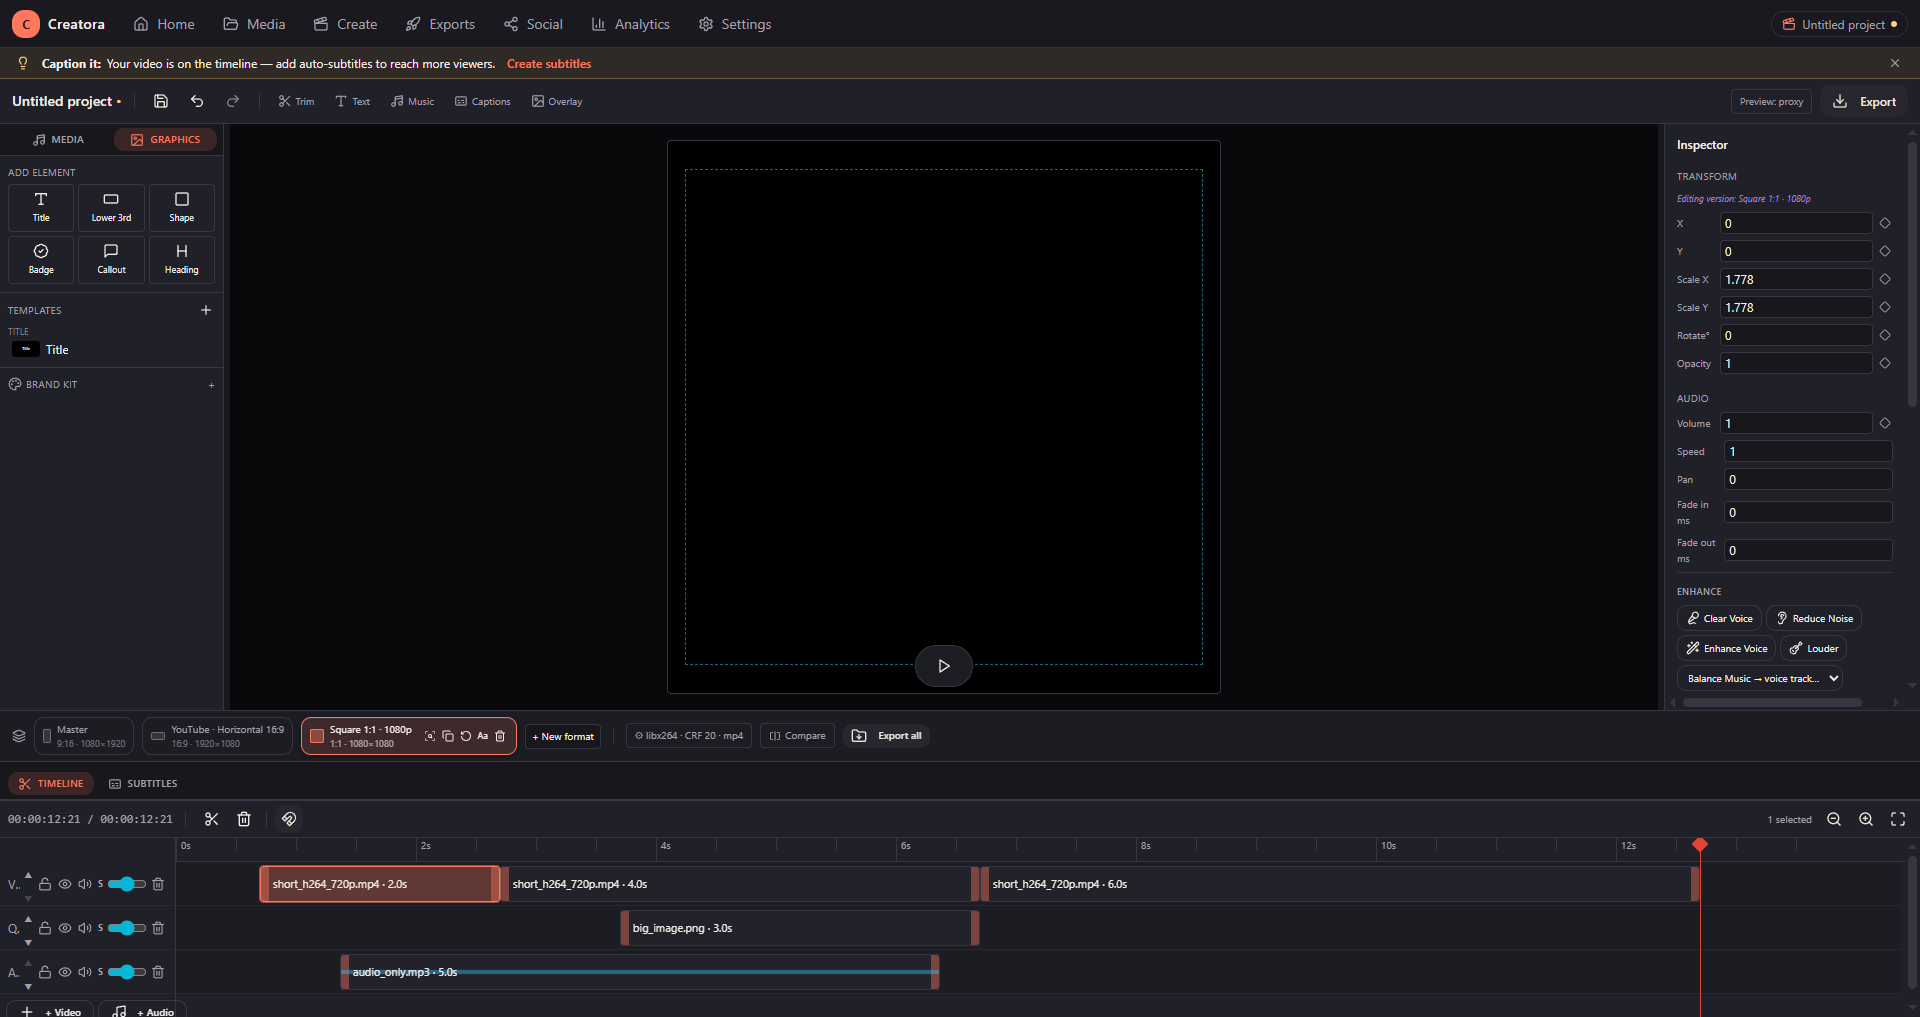 C Creatora Home Media Create Exports Social Analytics Settings Untitled project
Caption it: Your video is on the timeline — add auto-subtitles to reach more viewers. Create subtitles
Untitled project • Trim Text Music Captions Overlay Preview: proxy Export
MEDIA GRAPHICS
ADD ELEMENT
Title Lower 3rd Shape
Badge Callout Heading
TEMPLATES +
TITLE
Title Title
BRAND KIT +
Inspector
TRANSFORM
Editing version: Square 1:1 · 1080p
X 0
Y 0
Scale X 1.778
Scale Y 1.778
Rotate° 0
Opacity 1
AUDIO
Volume 1
Speed 1
Pan 0
Fade in ms 0
Fade out ms 0
ENHANCE
Clear Voice Reduce Noise
Enhance Voice Louder
Balance Music → voice track...
Master
9:16 · 1080×1920
YouTube · Horizontal 16:9
16:9 · 1920×1080
Square 1:1 · 1080p
1:1 · 1080×1080
Aa
+ New format
libx264 · CRF 20 · mp4
Compare
Export all
TIMELINE SUBTITLES
00:00:12:21 / 00:00:12:21 1 selected
0s 2s 4s 6s 8s 10s 12s
V.. S short_h264_720p.mp4 · 2.0s short_h264_720p.mp4 · 4.0s short_h264_720p.mp4 · 6.0s
S big_image.png · 3.0s
A.. S audio_only.mp3 · 5.0s
+ Video + Audio